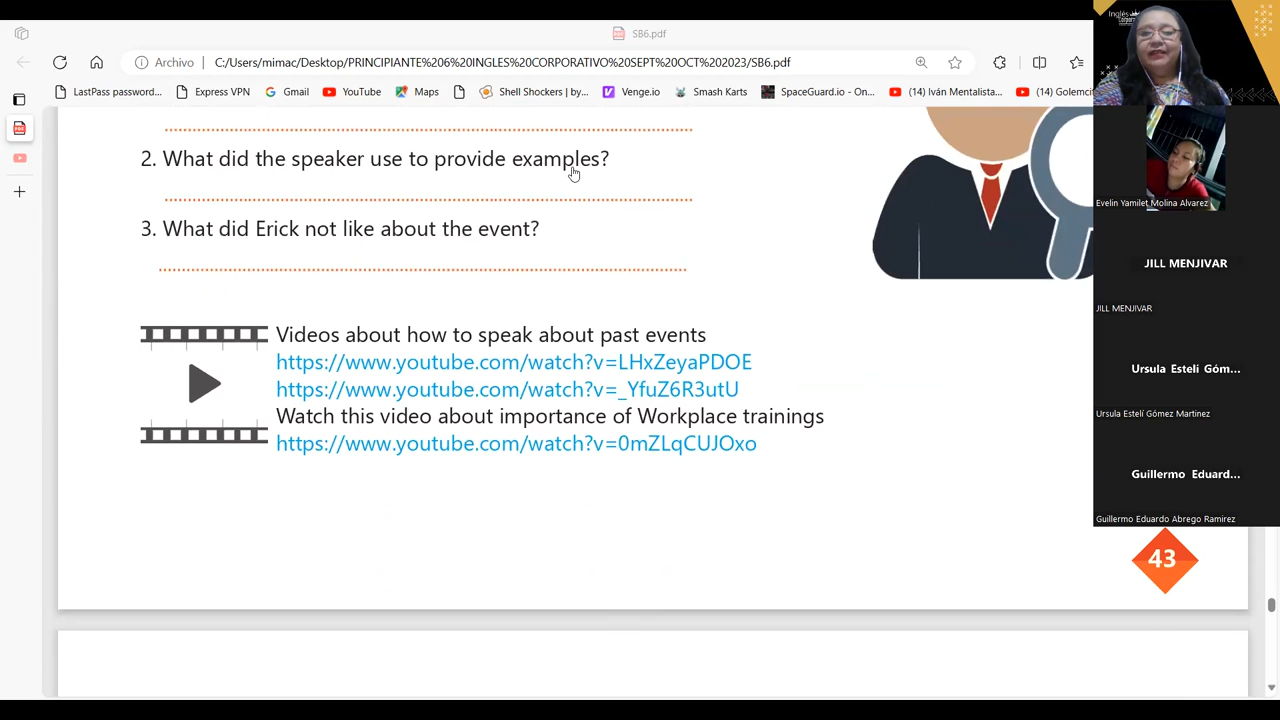 SB6.pdf
Archivo
C:/Users/mimac/Desktop/PRINCIPIANTE%206%20INGLES%20CORPORATIVO%20SEPT%20OCT%202023/SB6.pdf
LastPass password...
Express VPN
Gmail
YouTube
Maps
Shell Shockers | by...
Venge.io
Smash Karts
SpaceGuard.io - On...
(14) Iván Mentalista...
(14) Golemcit
2. What did the speaker use to provide examples?
3. What did Erick not like about the event?
Videos about how to speak about past events
https://www.youtube.com/watch?v=LHxZeyaPDOE
https://www.youtube.com/watch?v=_YfuZ6R3utU
Watch this video about importance of Workplace trainings
https://www.youtube.com/watch?v=0mZLqCUJOxo
43
Inglés
Evelin Yamilet Molina Alvarez
JILL MENJIVAR
JILL MENJIVAR
Ursula Estelí Góm...
Ursula Estelí Gómez Martinez
Guillermo Eduard...
Guillermo Eduardo Abrego Ramirez